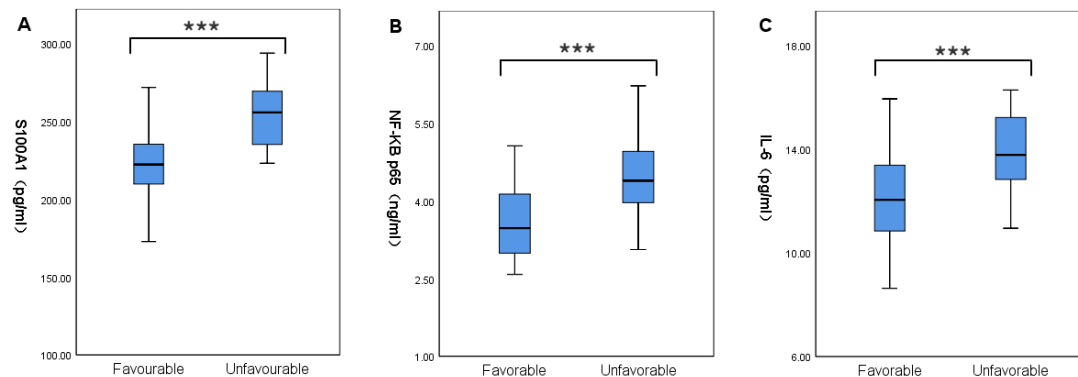 A
***
300.00
250.00
200.00
150.00
100.00
S100A1（pg/ml）
Favourable Unfavourable
B
***
7.00
5.50
4.00
2.50
1.00
NF-KB p65（ng/ml）
Favorable Unfavorable
C
***
18.00
14.00
10.00
6.00
IL-6（pg/ml）
Favorable Unfavorable